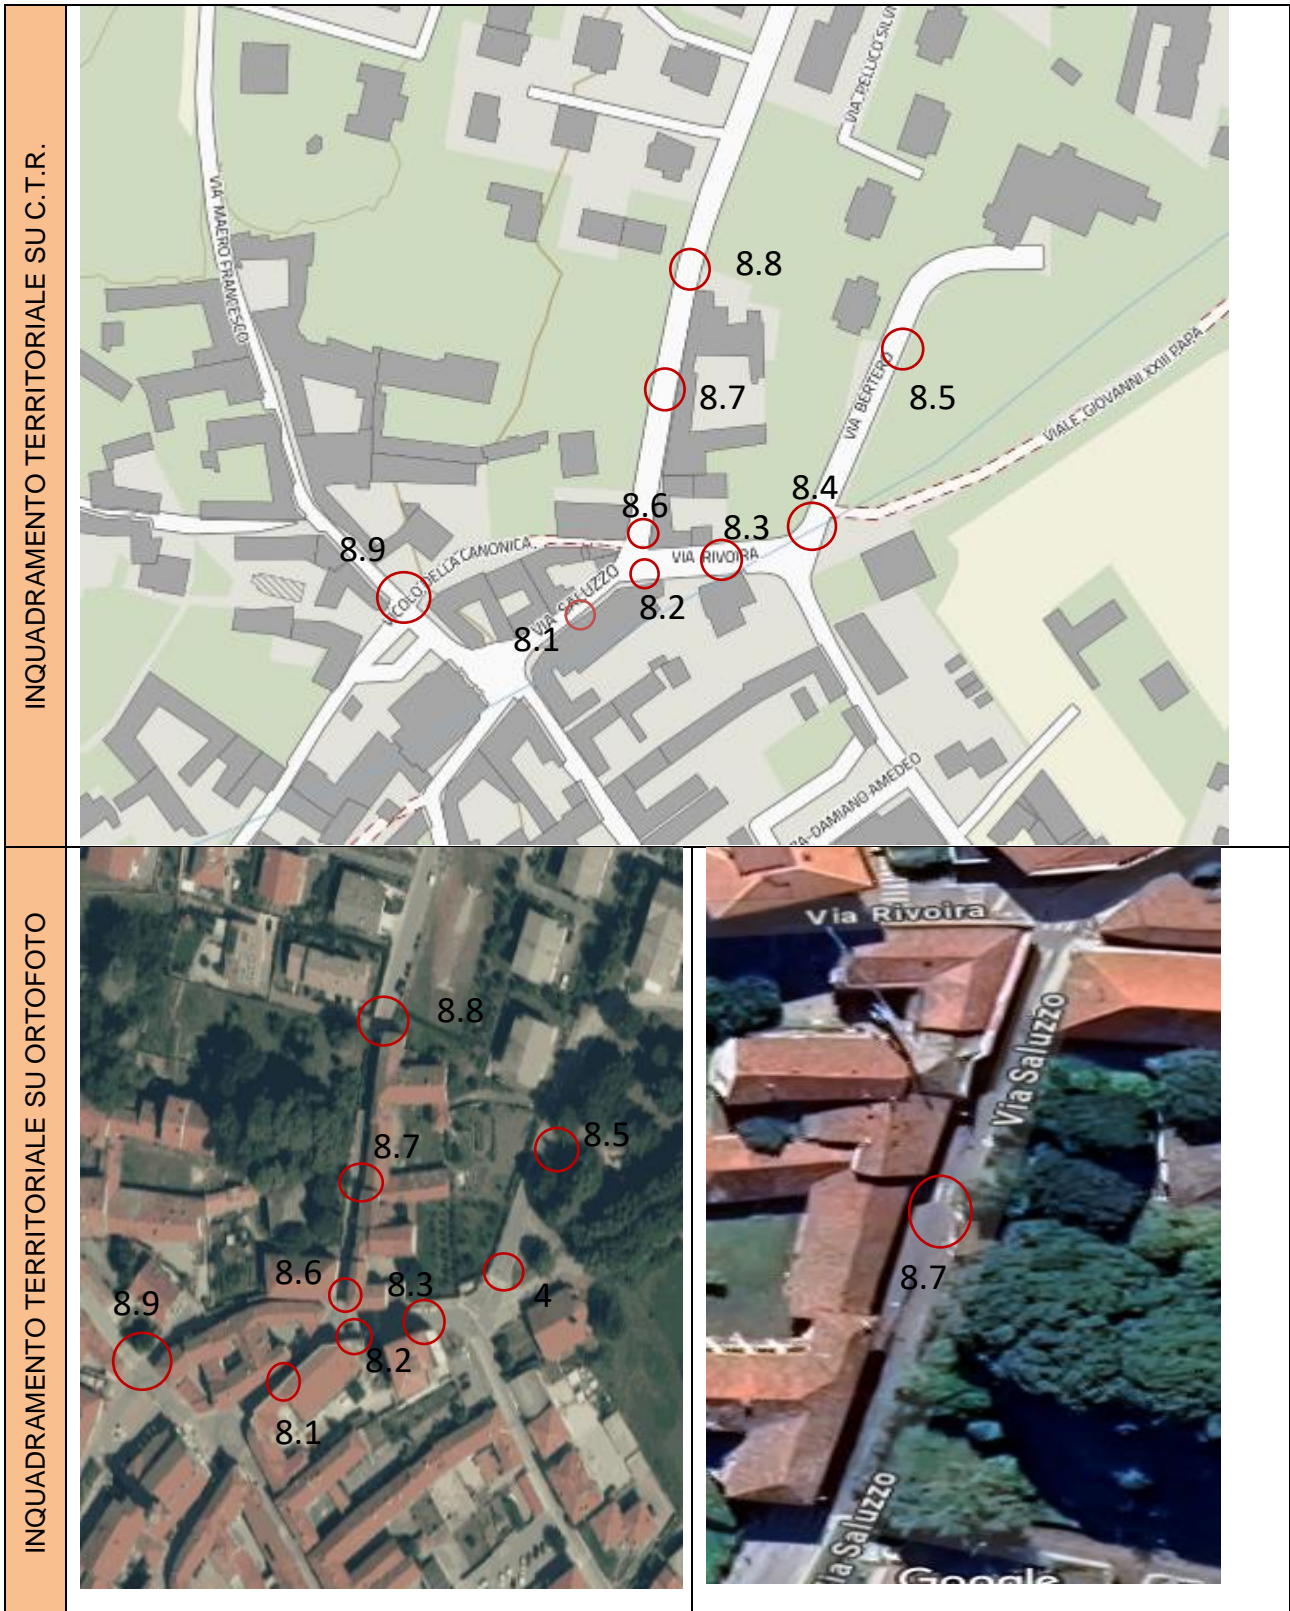 INQUADRAMENTO TERRITORIALE SU C.T.R.
VIA PELLICO SILVI
VIA MAERO FRANCESCO
8.8
8.7
8.5
VIA BERTERO
VIALE GIOVANNI XXIII PAPA
8.4
8.6
8.3
VIA RIVOIRA
8.9
VICOLO DELLA CANONICA
VIA SALUZZO
8.2
8.1
ZA DAMIANO AMEDEO
INQUADRAMENTO TERRITORIALE SU ORTOFOTO
8.8
8.7
8.5
8.6
8.3
4
8.9
8.2
8.1
Via Rivoira
Via Saluzzo
8.7
ia Saluzzo
Google